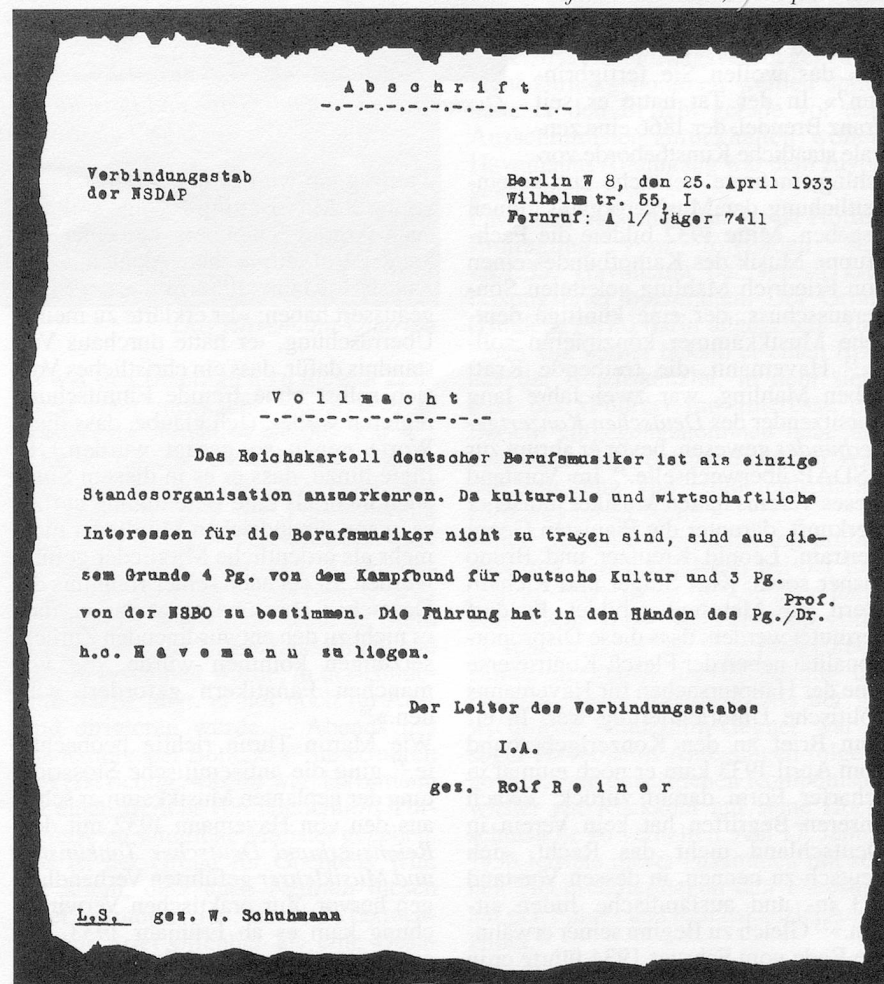 Abschrift
-.-.-.-.-.-.-.-.-.-
Verbindungsstab
der NSDAP
Berlin W 8, den 25. April 1933
Wilhelmstr. 55, I
Fernruf: A 1/ Jäger 7411
Vollmacht
-.-.-.-.-.-.-.-.-
Das Reichskartell deutscher Berufsmusiker ist als einzige
Standesorganisation anzuerkennen. Da kulturelle und wirtschaftliche
Interessen für die Berufsmusiker nicht zu tragen sind, sind aus die-
sem Grunde 4 Pg. von dem Kampfbund für Deutsche Kultur und 3 Pg.
von der NSBO zu bestimmen. Die Führung hat in den Händen des Pg./Prof. Dr.
h.c. Havemann zu liegen.
Der Leiter des Verbindungsstabes
I.A.
gez. Rolf Reiner
L.S. gez. W. Schuhmann